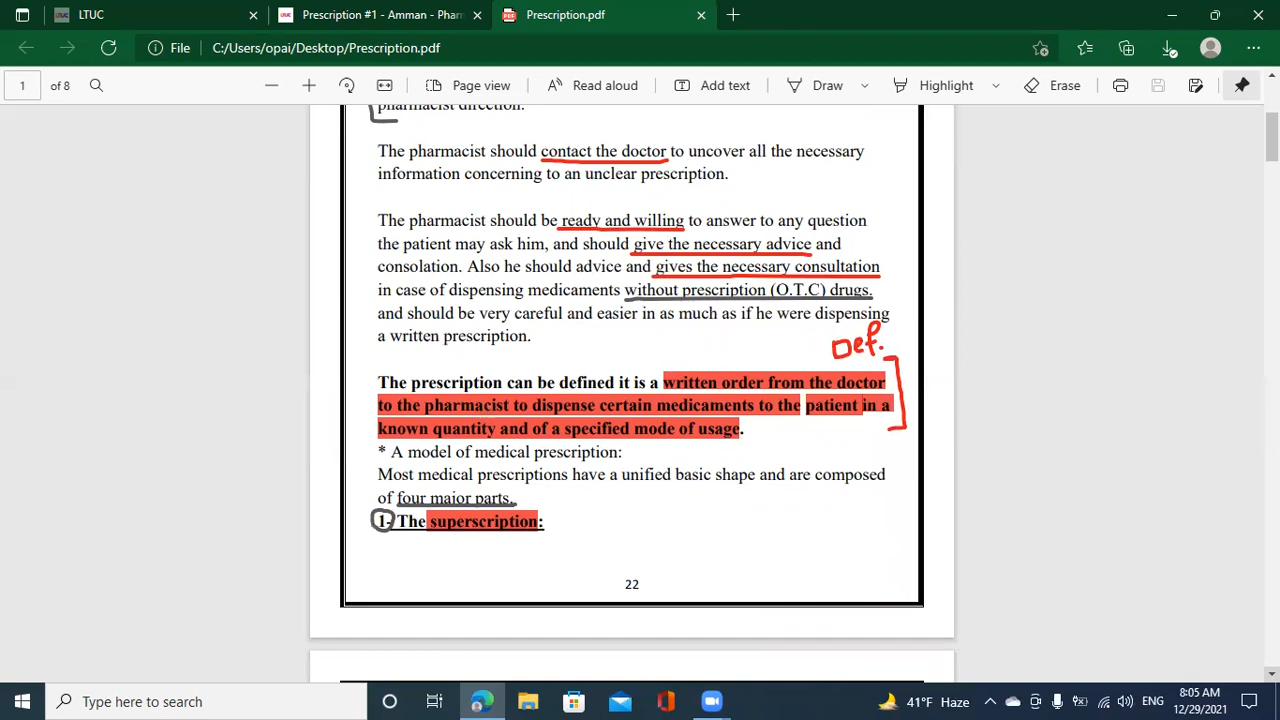 LTUC
Prescription #1 - Amman - Phar
Prescription.pdf
File
C:/Users/opai/Desktop/Prescription.pdf
1 of 8
Page view
Read aloud
Add text
Draw
Highlight
Erase
pharmacist direction.
The pharmacist should contact the doctor to uncover all the necessary
information concerning to an unclear prescription.
The pharmacist should be ready and willing to answer to any question
the patient may ask him, and should give the necessary advice and
consolation. Also he should advice and gives the necessary consultation
in case of dispensing medicaments without prescription (O.T.C) drugs.
and should be very careful and easier in as much as if he were dispensing
a written prescription.
Def.
The prescription can be defined it is a written order from the doctor
to the pharmacist to dispense certain medicaments to the patient in a
known quantity and of a specified mode of usage.
* A model of medical prescription:
Most medical prescriptions have a unified basic shape and are composed
of four major parts.
1- The superscription:
22
Type here to search
41°F Haze
ENG
8:05 AM
12/29/2021